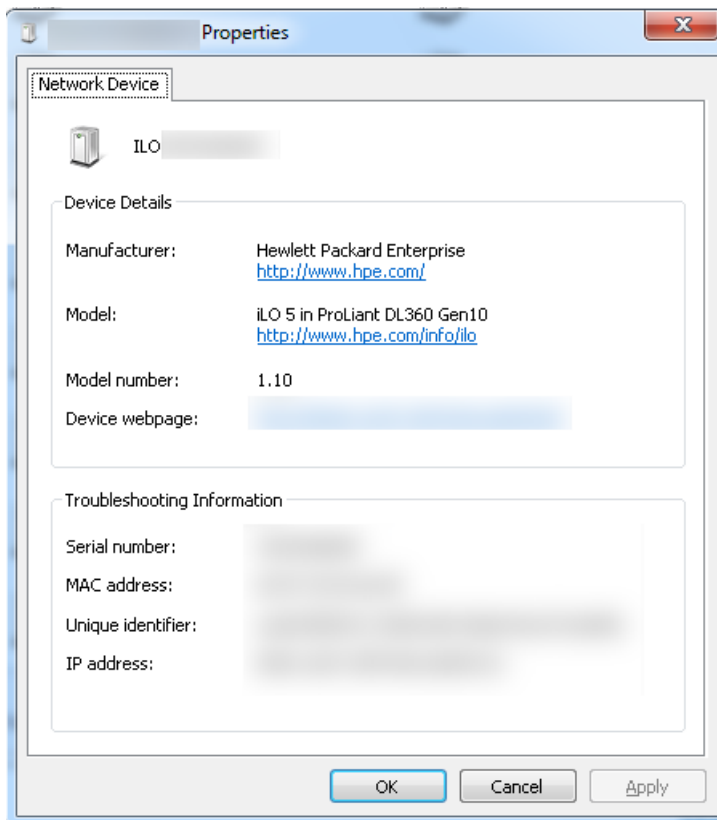 Properties
Network Device
ILO
Device Details
Manufacturer: Hewlett Packard Enterprise
http://www.hpe.com/
Model: iLO 5 in ProLiant DL360 Gen10
http://www.hpe.com/info/ilo
Model number: 1.10
Device webpage:
Troubleshooting Information
Serial number:
MAC address:
Unique identifier:
IP address:
OK Cancel Apply